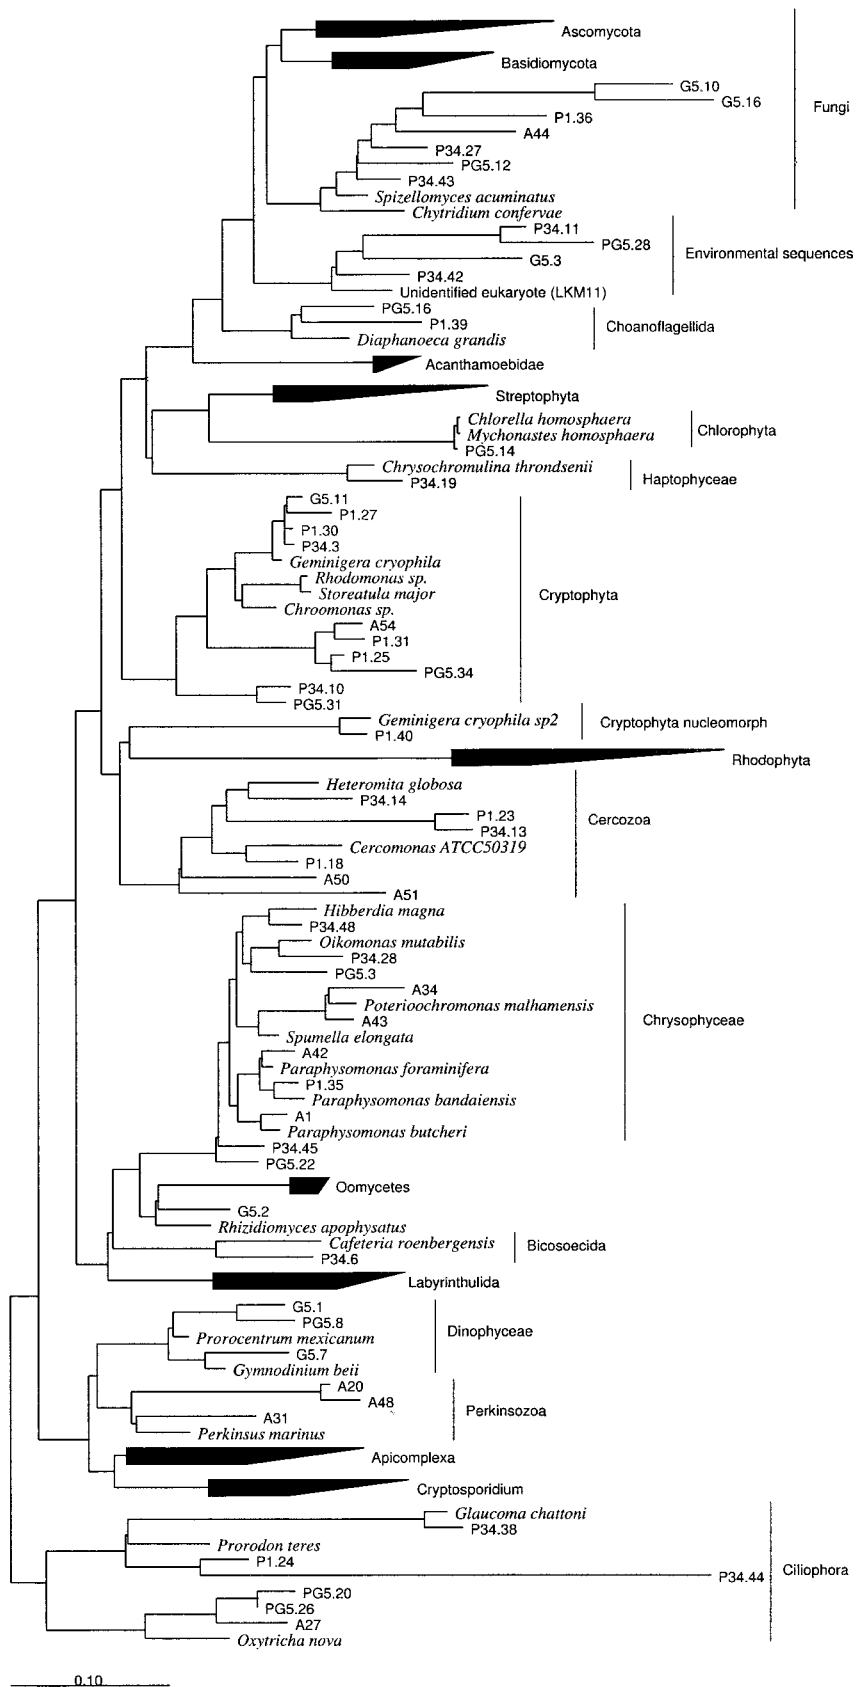 Ascomycota
Basidiomycota
G5.10
G5.16
P1.36
A44
P34.27
PG5.12
P34.43
Spizellomyces acuminatus
Chytridium confervae
Fungi
P34.11
PG5.28
G5.3
P34.42
Unidentified eukaryote (LKM11)
Environmental sequences
PG5.16
P1.39
Diaphanoeca grandis
Choanoflagellida
Acanthamoebidae
Streptophyta
Chlorella homosphaera
Mychonastes homosphaera
PG5.14
Chlorophyta
Chrysochromulina throndsenii
P34.19
Haptophyceae
G5.11
P1.27
P1.30
P34.3
Geminigera cryophila
Rhodomonas sp.
Storeatula major
Chroomonas sp.
A54
P1.31
P1.25
PG5.34
P34.10
PG5.31
Cryptophyta
Geminigera cryophila sp2
P1.40
Cryptophyta nucleomorph
Rhodophyta
Heteromita globosa
P34.14
P1.23
P34.13
Cercomonas ATCC50319
P1.18
A50
A51
Cercozoa
Hibberdia magna
P34.48
Oikomonas mutabilis
P34.28
PG5.3
A34
Poterioochromonas malhamensis
A43
Spumella elongata
A42
Paraphysomonas foraminifera
P1.35
Paraphysomonas bandaiensis
A1
Paraphysomonas butcheri
Chrysophyceae
P34.45
PG5.22
Oomycetes
G5.2
Rhizidiomyces apophysatus
Cafeteria roenbergensis
P34.6
Bicosoecida
Labyrinthulida
G5.1
PG5.8
Prorocentrum mexicanum
G5.7
Gymnodinium beii
Dinophyceae
A20
A48
A31
Perkinsus marinus
Perkinsozoa
Apicomplexa
Cryptosporidium
Glaucoma chattoni
P34.38
Prorodon teres
P1.24
P34.44
PG5.20
PG5.26
A27
Oxytricha nova
Ciliophora
0.10